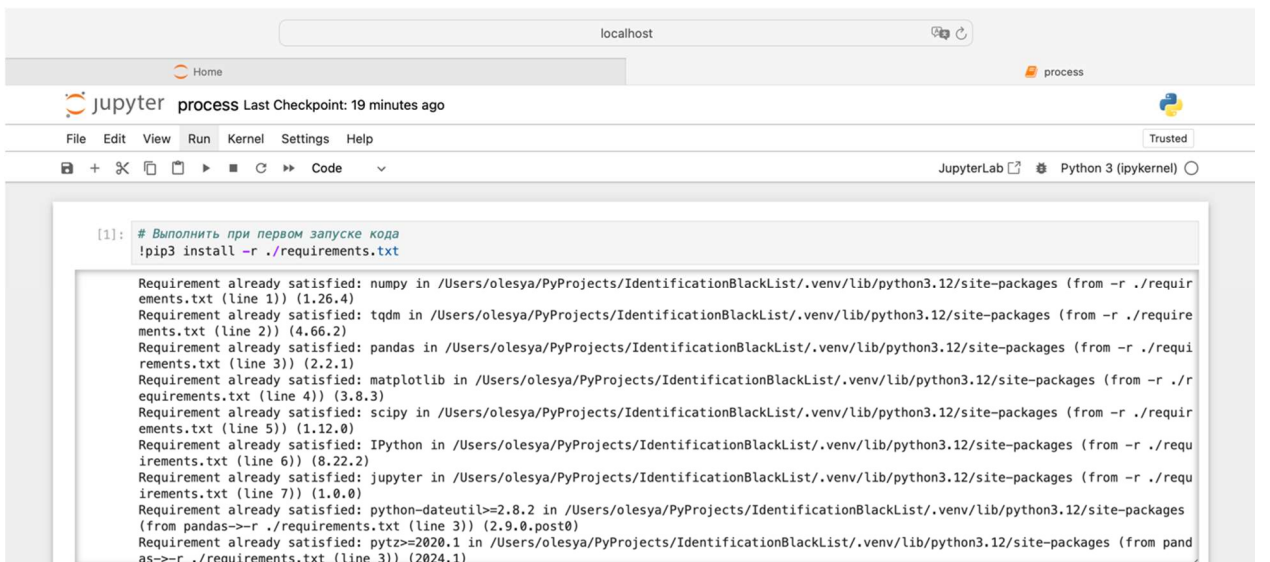 localhost
Home
process
jupyter process Last Checkpoint: 19 minutes ago
File Edit View Run Kernel Settings Help
Trusted
Code
JupyterLab Python 3 (ipykernel)
[1]: # Выполнить при первом запуске кода
!pip3 install -r ./requirements.txt
Requirement already satisfied: numpy in /Users/olesya/PyProjects/IdentificationBlackList/.venv/lib/python3.12/site-packages (from -r ./requir
ements.txt (line 1)) (1.26.4)
Requirement already satisfied: tqdm in /Users/olesya/PyProjects/IdentificationBlackList/.venv/lib/python3.12/site-packages (from -r ./require
ments.txt (line 2)) (4.66.2)
Requirement already satisfied: pandas in /Users/olesya/PyProjects/IdentificationBlackList/.venv/lib/python3.12/site-packages (from -r ./requi
rements.txt (line 3)) (2.2.1)
Requirement already satisfied: matplotlib in /Users/olesya/PyProjects/IdentificationBlackList/.venv/lib/python3.12/site-packages (from -r ./r
equirements.txt (line 4)) (3.8.3)
Requirement already satisfied: scipy in /Users/olesya/PyProjects/IdentificationBlackList/.venv/lib/python3.12/site-packages (from -r ./requir
ements.txt (line 5)) (1.12.0)
Requirement already satisfied: IPython in /Users/olesya/PyProjects/IdentificationBlackList/.venv/lib/python3.12/site-packages (from -r ./requ
irements.txt (line 6)) (8.22.2)
Requirement already satisfied: jupyter in /Users/olesya/PyProjects/IdentificationBlackList/.venv/lib/python3.12/site-packages (from -r ./requ
irements.txt (line 7)) (1.0.0)
Requirement already satisfied: python-dateutil>=2.8.2 in /Users/olesya/PyProjects/IdentificationBlackList/.venv/lib/python3.12/site-packages
(from pandas->-r ./requirements.txt (line 3)) (2.9.0.post0)
Requirement already satisfied: pytz>=2020.1 in /Users/olesya/PyProjects/IdentificationBlackList/.venv/lib/python3.12/site-packages (from pand
as->-r ./requirements.txt (line 3)) (2024.1)